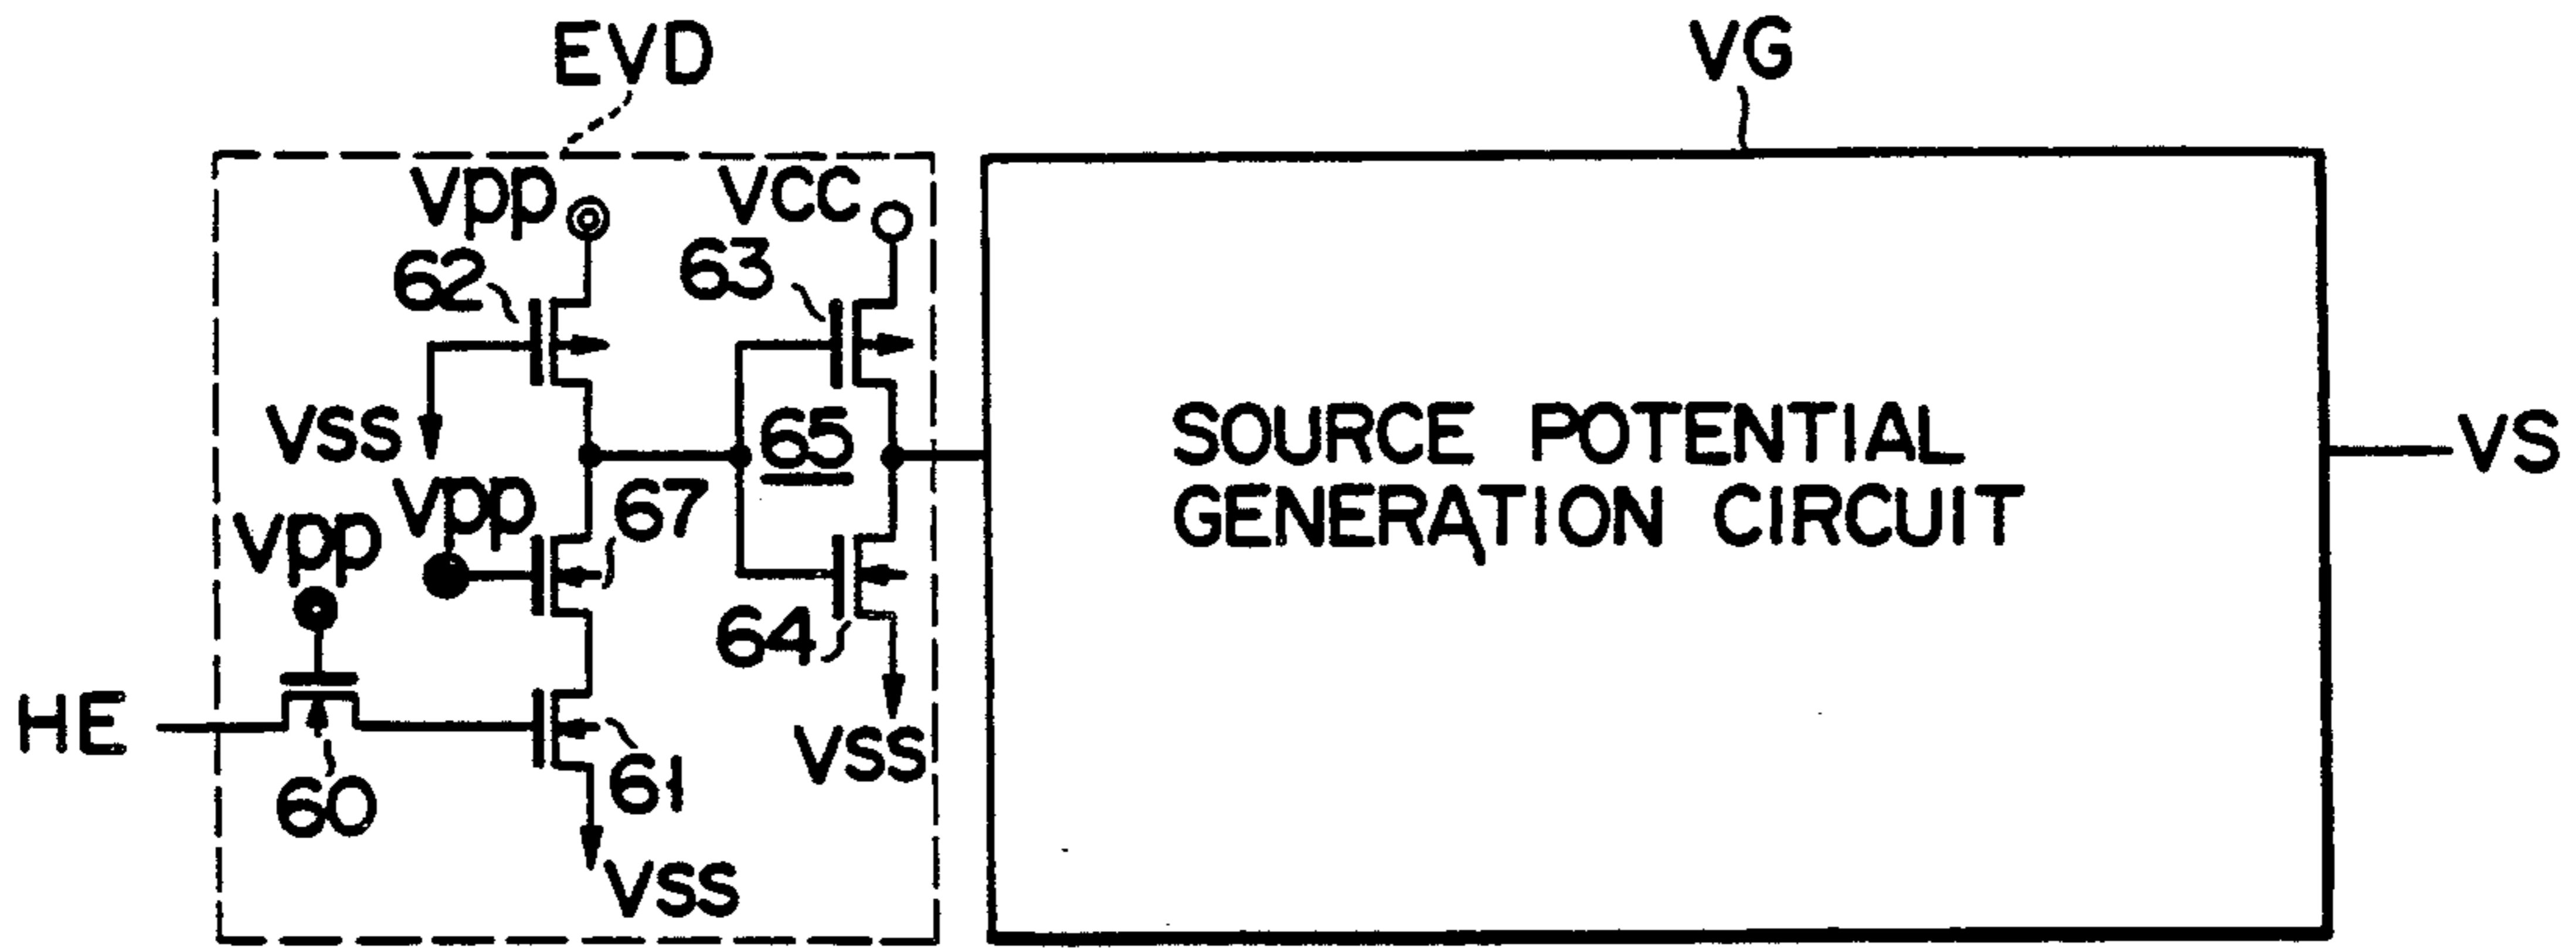 EVD
VG
Vpp
VCC
62
63
VSS
65
SOURCE POTENTIAL
GENERATION CIRCUIT
VS
Vpp
67
Vpp
64
HE
VSS
60
61
VSS